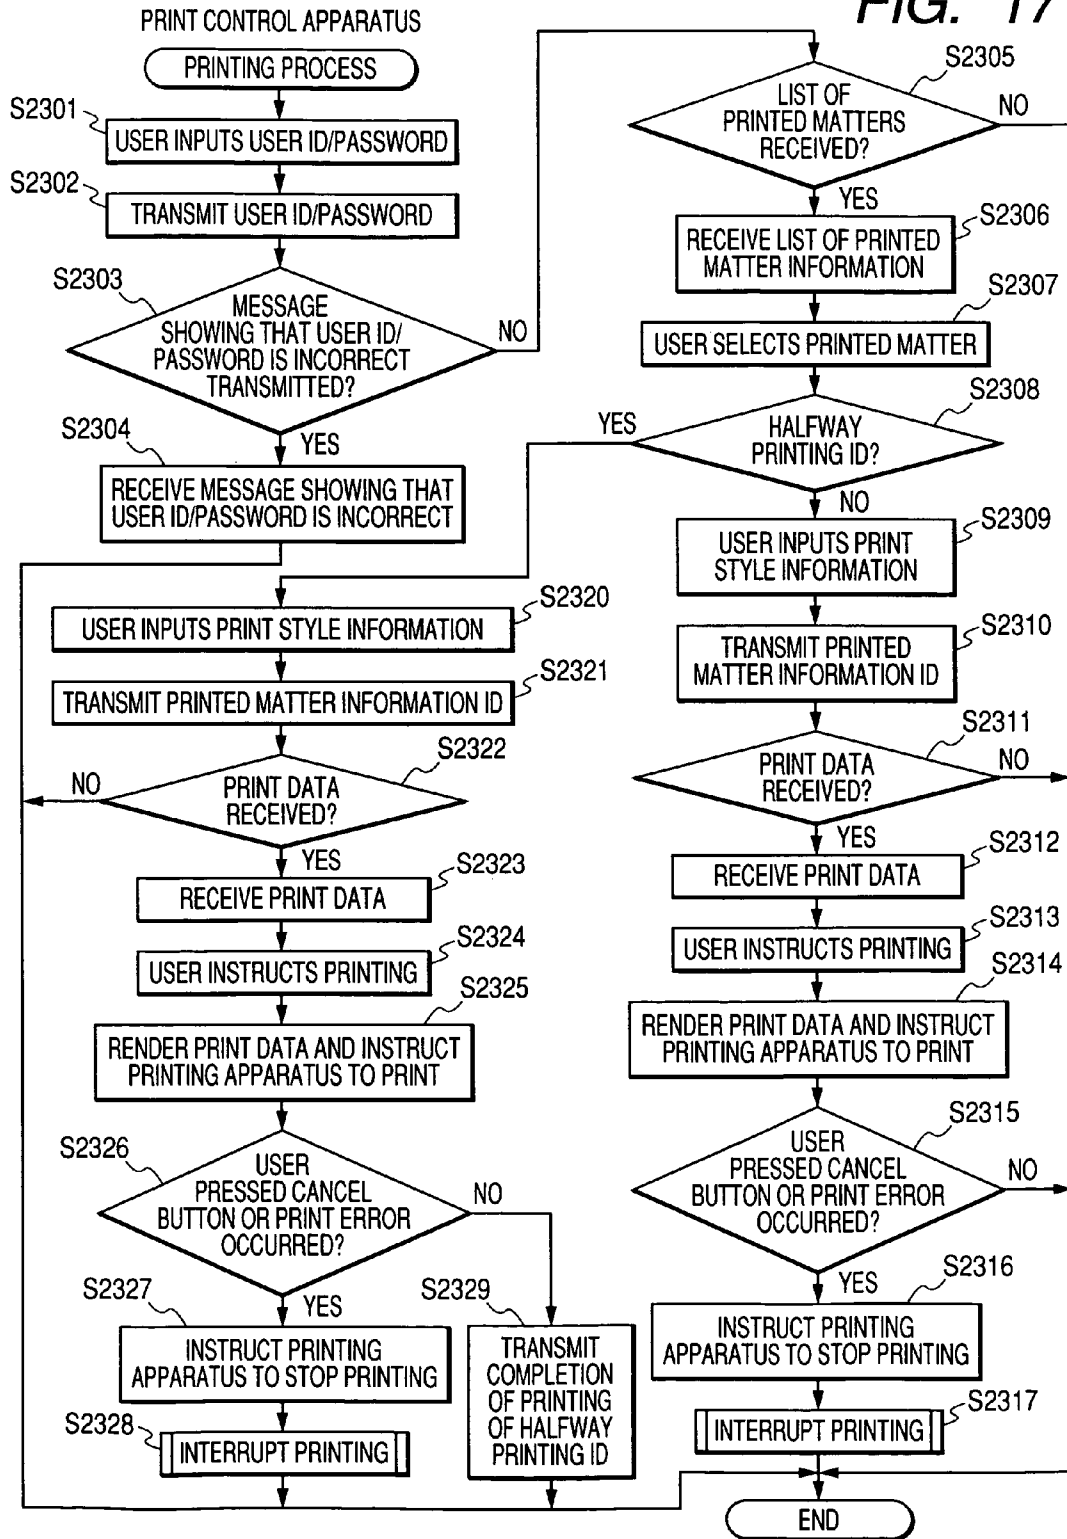 FIG. 17
PRINT CONTROL APPARATUS
PRINTING PROCESS
S2301
USER INPUTS USER ID/PASSWORD
S2302
TRANSMIT USER ID/PASSWORD
S2303
MESSAGE
SHOWING THAT USER ID/
PASSWORD IS INCORRECT
TRANSMITTED?
NO
YES
S2304
RECEIVE MESSAGE SHOWING THAT
USER ID/PASSWORD IS INCORRECT
S2320
USER INPUTS PRINT STYLE INFORMATION
S2321
TRANSMIT PRINTED MATTER INFORMATION ID
S2322
NO
PRINT DATA
RECEIVED?
YES
S2323
RECEIVE PRINT DATA
S2324
USER INSTRUCTS PRINTING
S2325
RENDER PRINT DATA AND INSTRUCT
PRINTING APPARATUS TO PRINT
S2326
USER
PRESSED CANCEL
BUTTON OR PRINT ERROR
OCCURRED?
NO
YES
S2327
INSTRUCT PRINTING
APPARATUS TO STOP PRINTING
S2328
INTERRUPT PRINTING
S2329
TRANSMIT
COMPLETION
OF PRINTING
OF HALFWAY
PRINTING ID
S2305
LIST OF
PRINTED MATTERS
RECEIVED?
NO
YES
S2306
RECEIVE LIST OF PRINTED
MATTER INFORMATION
S2307
USER SELECTS PRINTED MATTER
S2308
YES
HALFWAY
PRINTING ID?
NO
S2309
USER INPUTS PRINT
STYLE INFORMATION
S2310
TRANSMIT PRINTED
MATTER INFORMATION ID
S2311
PRINT DATA
RECEIVED?
NO
YES
S2312
RECEIVE PRINT DATA
S2313
USER INSTRUCTS PRINTING
S2314
RENDER PRINT DATA AND INSTRUCT
PRINTING APPARATUS TO PRINT
S2315
USER
PRESSED CANCEL
BUTTON OR PRINT ERROR
OCCURRED?
NO
YES
S2316
INSTRUCT PRINTING
APPARATUS TO STOP PRINTING
S2317
INTERRUPT PRINTING
END